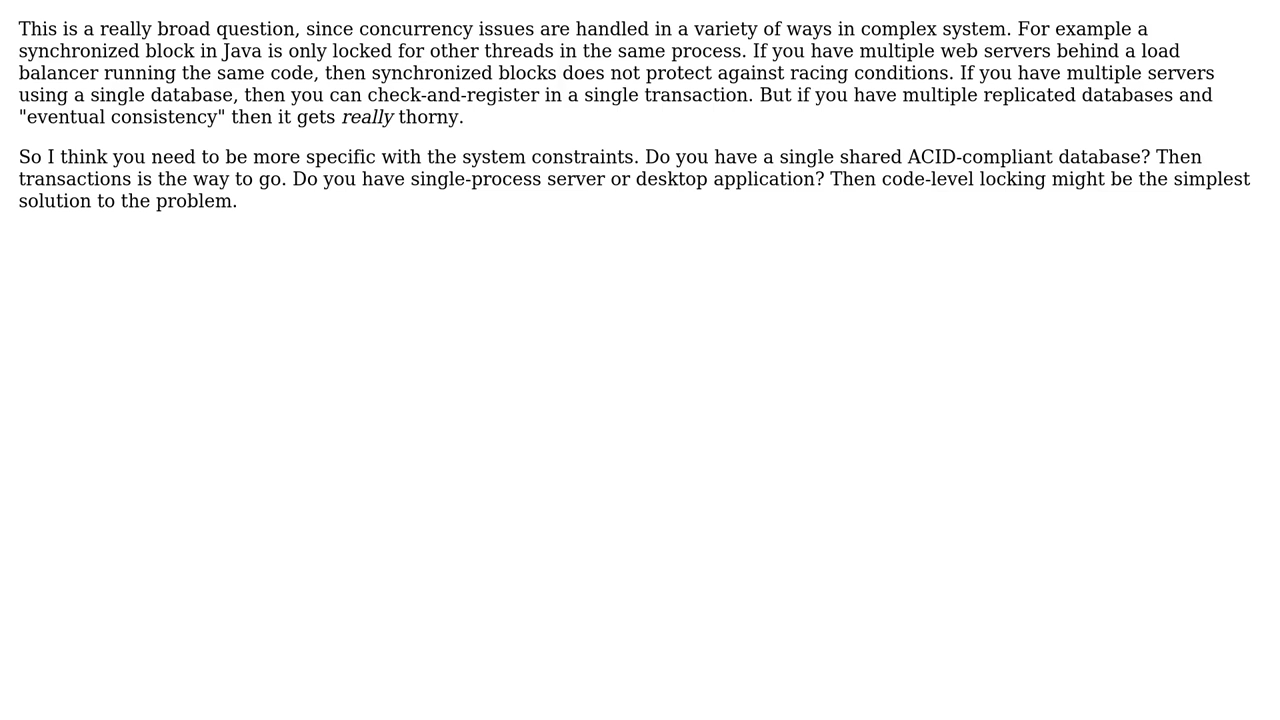 This is a really broad question, since concurrency issues are handled in a variety of ways in complex system. For example a
synchronized block in Java is only locked for other threads in the same process. If you have multiple web servers behind a load
balancer running the same code, then synchronized blocks does not protect against racing conditions. If you have multiple servers
using a single database, then you can check-and-register in a single transaction. But if you have multiple replicated databases and
"eventual consistency" then it gets really thorny.
So I think you need to be more specific with the system constraints. Do you have a single shared ACID-compliant database? Then
transactions is the way to go. Do you have single-process server or desktop application? Then code-level locking might be the simplest
solution to the problem.